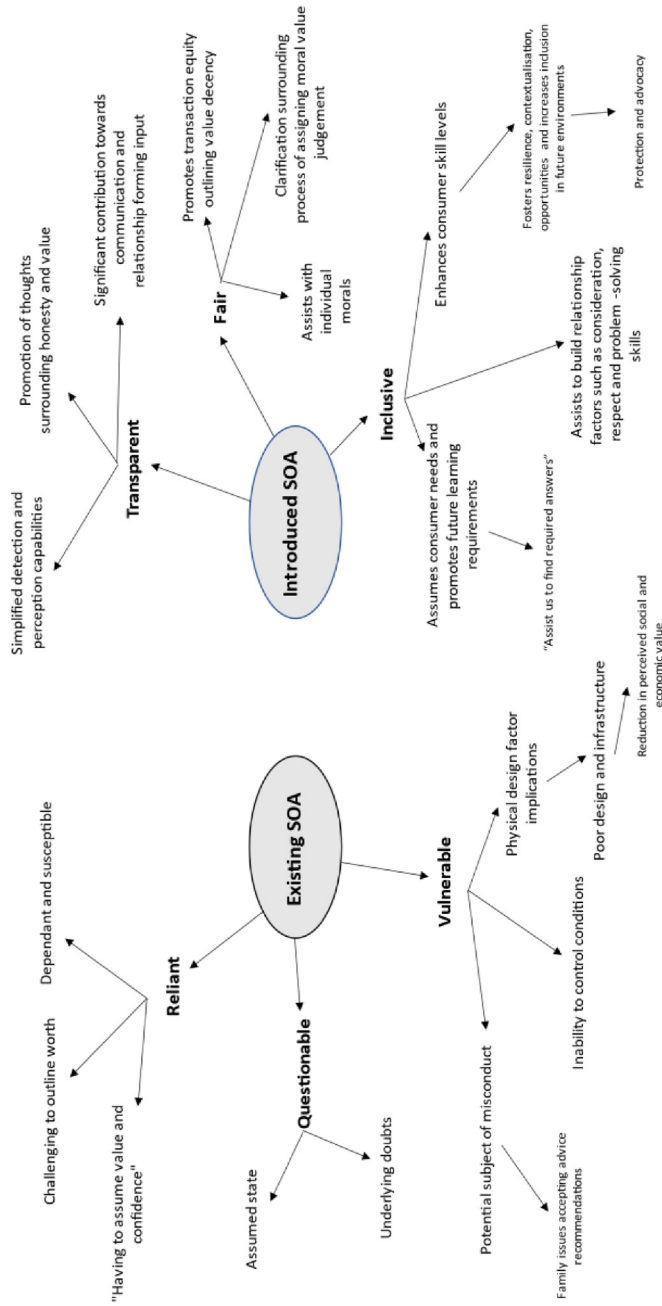 Challenging to outline worth
Dependant and susceptible
"Having to assume value and
confidence"
Reliant
Existing SOA
Questionable
Assumed state
Underlying doubts
Vulnerable
Potential subject of misconduct
Family issues accepting advice
recommendations
Inability to control conditions
Physical design factor
implications
Poor design and infrastructure
Reduction in perceived social and
economic value
Simplified detection and
perception capabilities
Promotion of thoughts
surrounding honesty and value
Significant contribution towards
communication and
relationship forming input
Transparent
Introduced SOA
Fair
Promotes transaction equity
outlining value decency
Assists with
individual
morals
Clarification surrounding
process of assigning moral value
judgement
Inclusive
Assumes consumer needs and
promotes future learning
requirements
“Assist us to find required answers”
Assists to build relationship
factors such as consideration,
respect and problem -solving
skills
Enhances consumer skill levels
Fosters resilience, contextualisation,
opportunities and increases inclusion
in future environments
Protection and advocacy